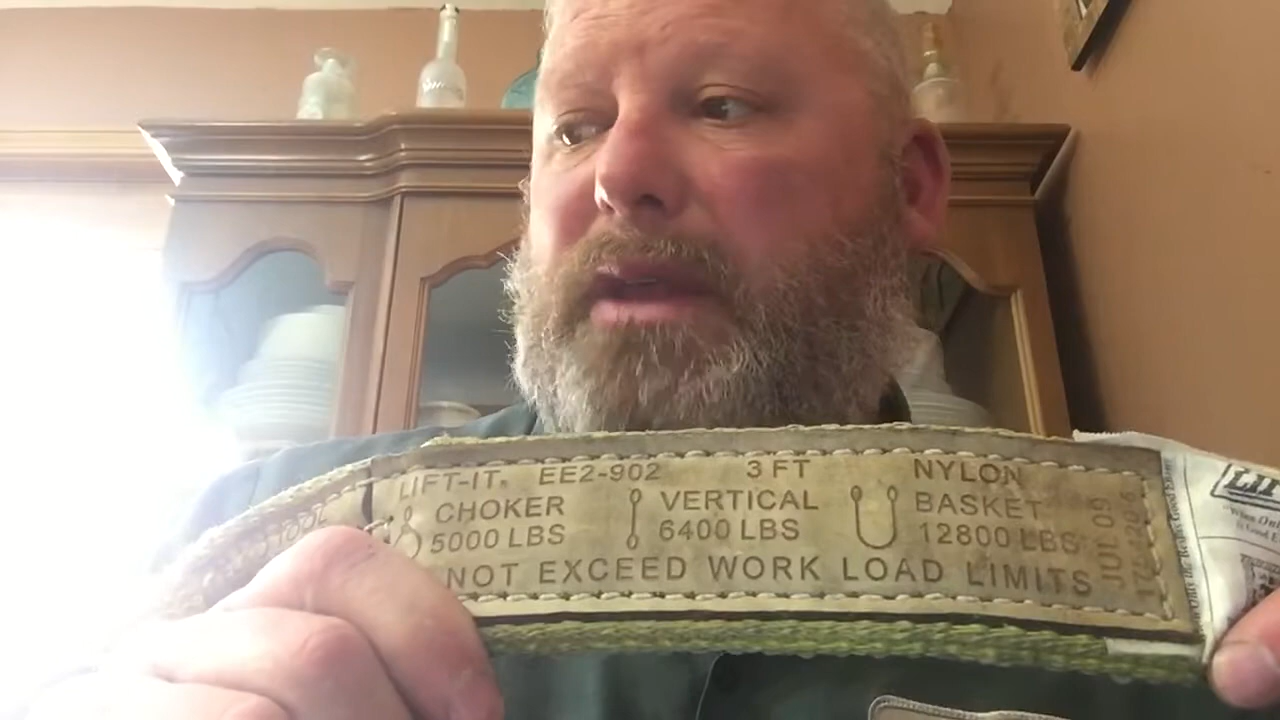 LIFT-IT. EE2-902 3 FT NYLON
CHOKER VERTICAL BASKET
5000 LBS 6400 LBS 12800 LBS
NOT EXCEED WORK LOAD LIMITS
JUL 09